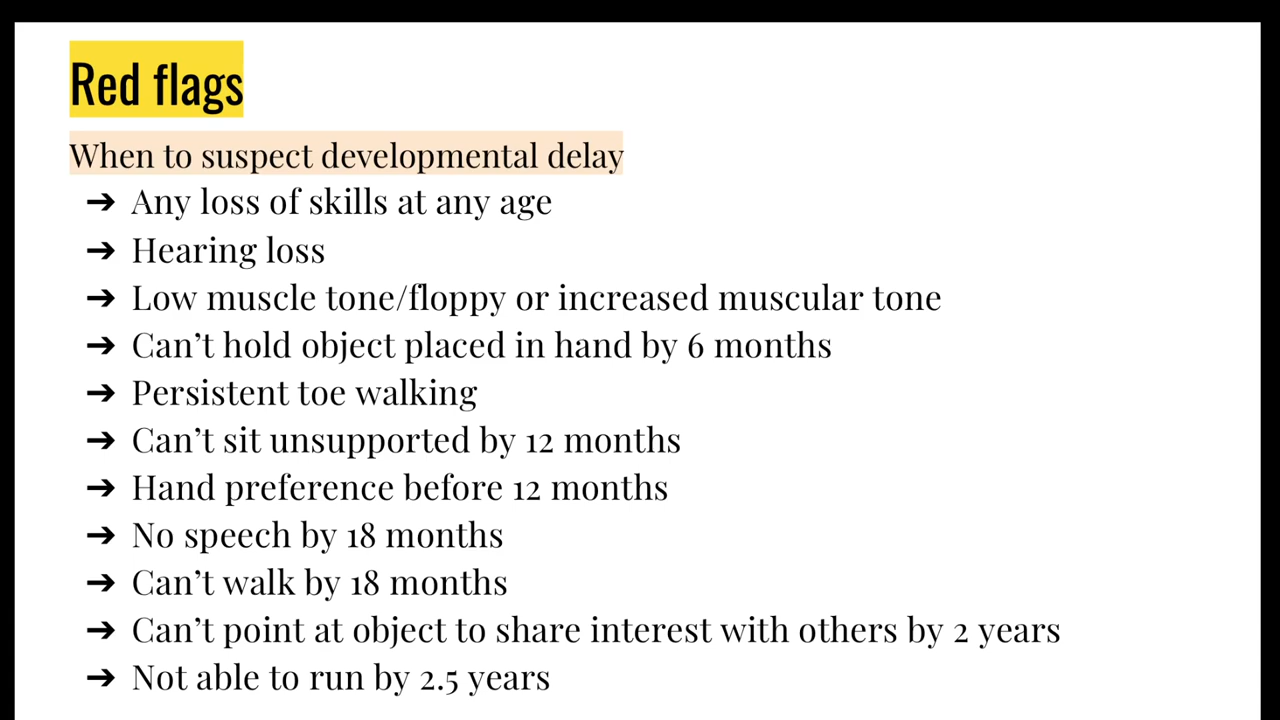 Red flags
When to suspect developmental delay
➔ Any loss of skills at any age
➔ Hearing loss
➔ Low muscle tone/floppy or increased muscular tone
➔ Can’t hold object placed in hand by 6 months
➔ Persistent toe walking
➔ Can’t sit unsupported by 12 months
➔ Hand preference before 12 months
➔ No speech by 18 months
➔ Can’t walk by 18 months
➔ Can’t point at object to share interest with others by 2 years
➔ Not able to run by 2.5 years